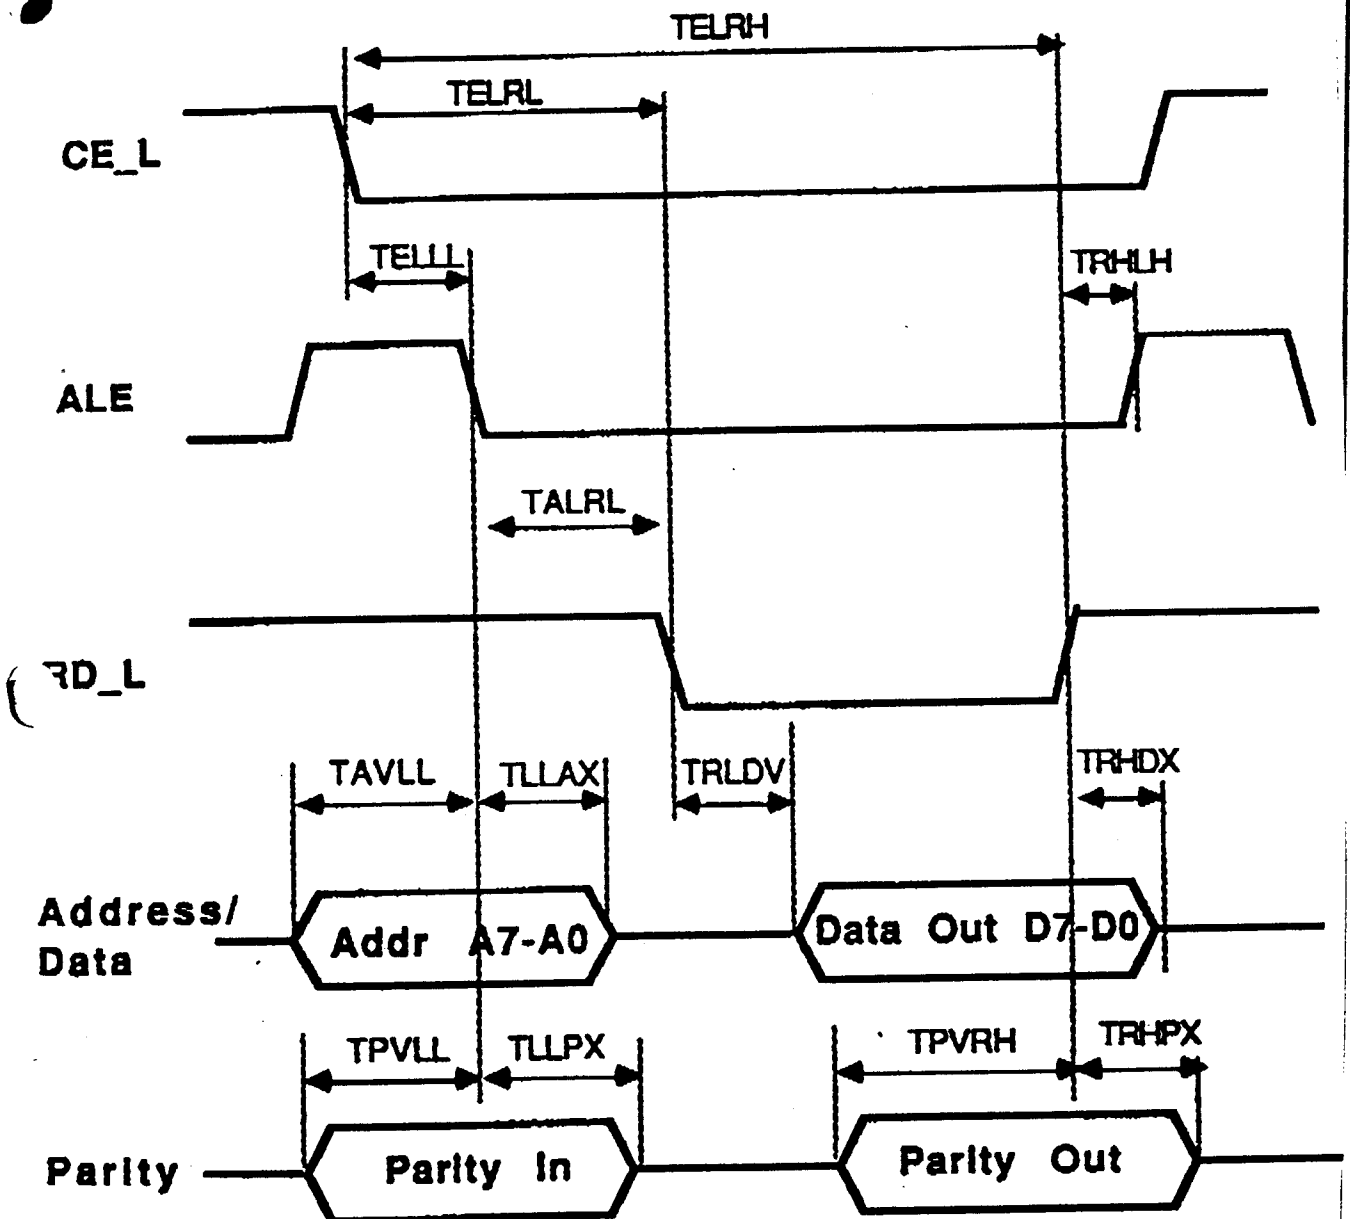 TELRH
TELRL
CE_L
TELLL
TRHLH
ALE
TALRL
RD_L
TAVLL TLLAX TRLDV TRHDX
Address/
Data
Addr A7-A0
Data Out D7-D0
TPVLL TLLPX TPVRH TRHPX
Parity
Parity In
Parity Out